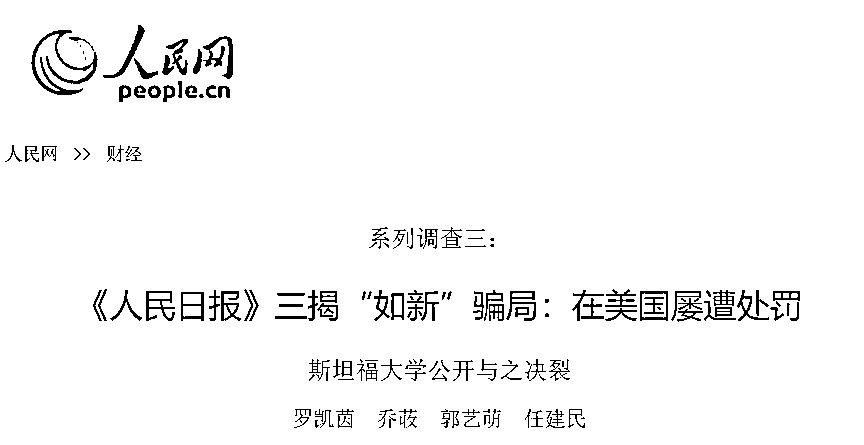 人民网
people.cn
人民网 >> 财经
系列调查三：
《人民日报》三揭“如新”骗局：在美国屡遭处罚
斯坦福大学公开与之决裂
罗凯茵 乔莜 郭艺萌 任建民